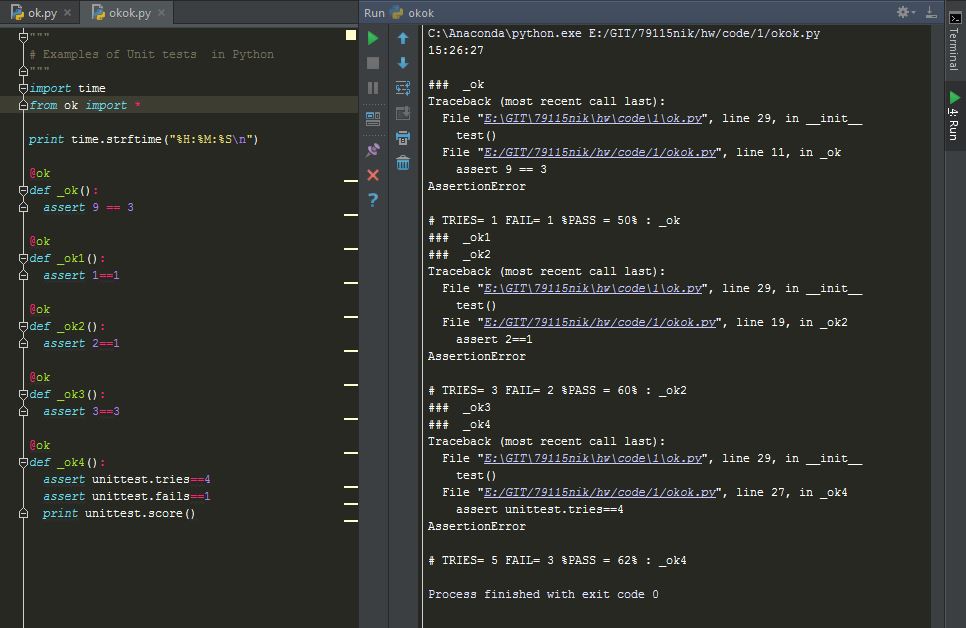 ok.py
okok.py
"""
# Examples of Unit tests  in Python
"""
import time
from ok import *
print time.strftime("%H:%M:%S\n")
@ok
def _ok():
  assert 9 == 3
@ok
def _ok1():
  assert 1==1
@ok
def _ok2():
  assert 2==1
@ok
def _ok3():
  assert 3==3
@ok
def _ok4():
  assert unittest.tries==4
  assert unittest.fails==1
  print unittest.score()
Run okok
C:\Anaconda\python.exe E:/GIT/79115nik/hw/code/1/okok.py
15:26:27
###  _ok
Traceback (most recent call last):
  File "E:\GIT\79115nik\hw\code\1\ok.py", line 29, in __init__
    test()
  File "E:/GIT/79115nik/hw/code/1/okok.py", line 11, in _ok
    assert 9 == 3
AssertionError
# TRIES= 1 FAIL= 1 %PASS = 50% : _ok
###  _ok1
###  _ok2
Traceback (most recent call last):
  File "E:\GIT\79115nik\hw\code\1\ok.py", line 29, in __init__
    test()
  File "E:/GIT/79115nik/hw/code/1/okok.py", line 19, in _ok2
    assert 2==1
AssertionError
# TRIES= 3 FAIL= 2 %PASS = 60% : _ok2
###  _ok3
###  _ok4
Traceback (most recent call last):
  File "E:\GIT\79115nik\hw\code\1\ok.py", line 29, in __init__
    test()
  File "E:/GIT/79115nik/hw/code/1/okok.py", line 27, in _ok4
    assert unittest.tries==4
AssertionError
# TRIES= 5 FAIL= 3 %PASS = 62% : _ok4
Process finished with exit code 0
Terminal
4: Run